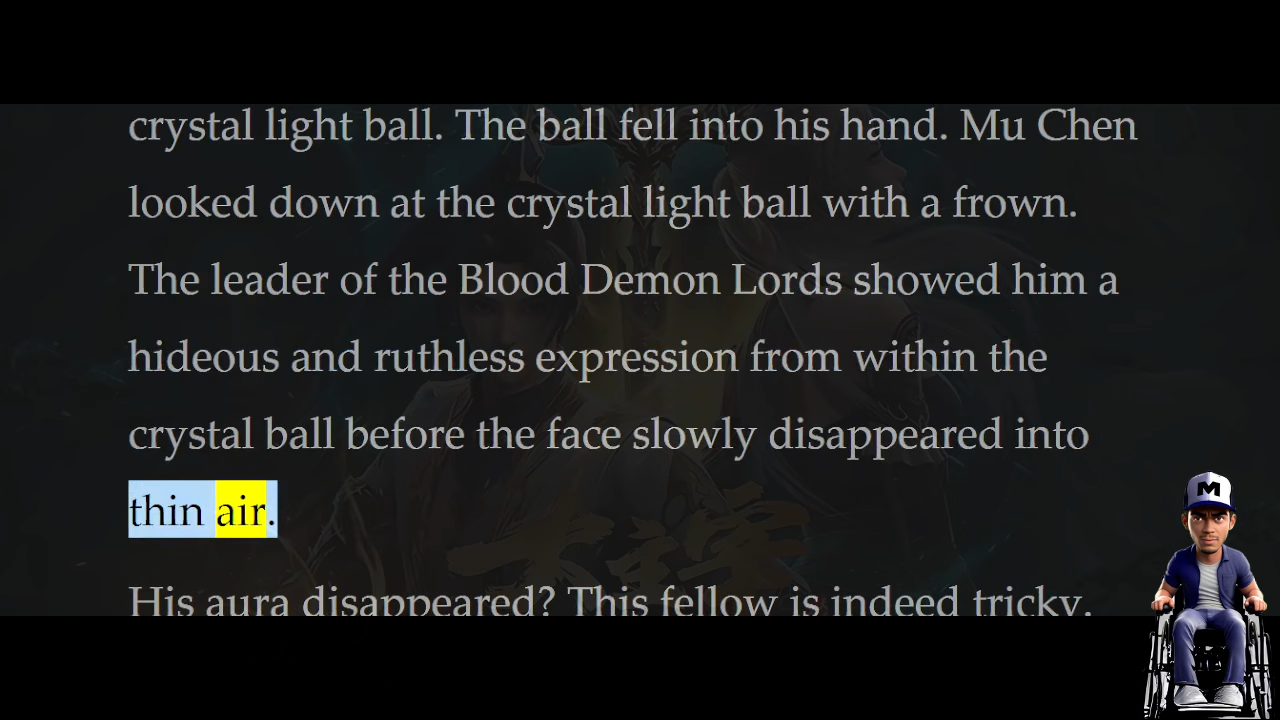 crystal light ball. The ball fell into his hand. Mu Chen
looked down at the crystal light ball with a frown.
The leader of the Blood Demon Lords showed him a
hideous and ruthless expression from within the
crystal ball before the face slowly disappeared into
thin air.
His aura disappeared? This fellow is indeed tricky.
M